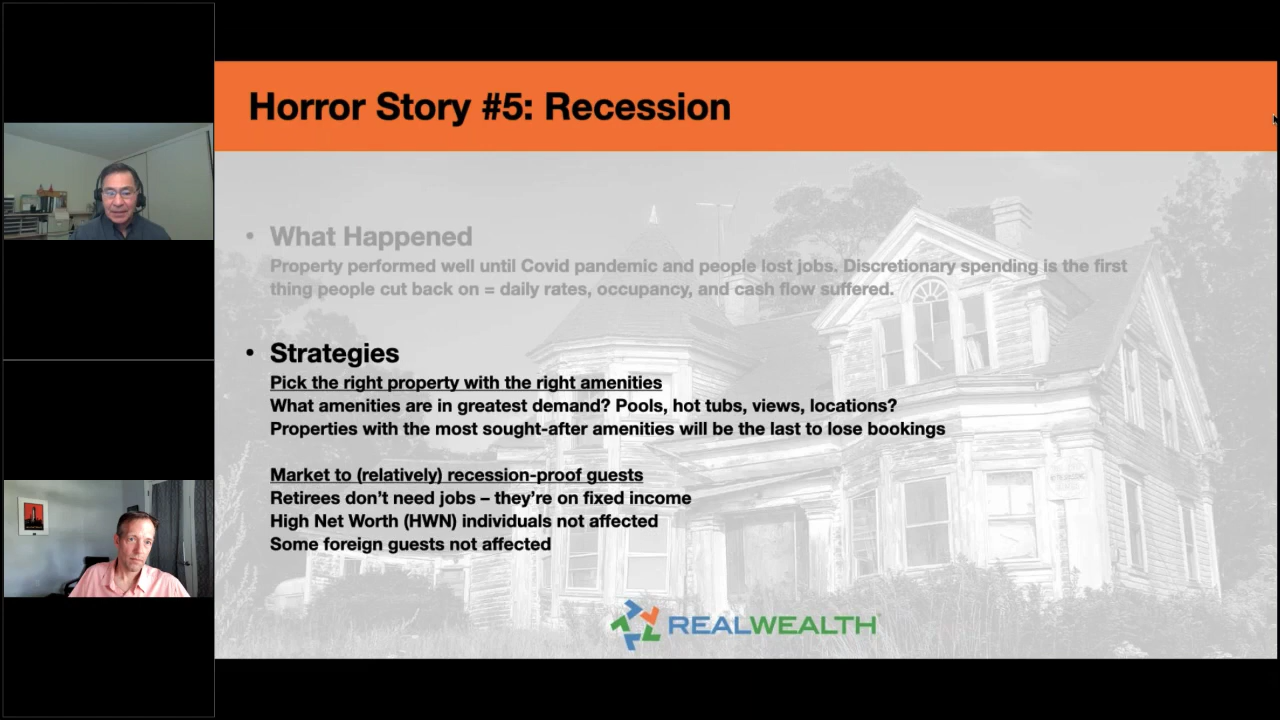 Horror Story #5: Recession
• What Happened
Property performed well until Covid pandemic and people lost jobs. Discretionary spending is the first
thing people cut back on = daily rates, occupancy, and cash flow suffered.
• Strategies
Pick the right property with the right amenities
What amenities are in greatest demand? Pools, hot tubs, views, locations?
Properties with the most sought-after amenities will be the last to lose bookings
Market to (relatively) recession-proof guests
Retirees don’t need jobs – they’re on fixed income
High Net Worth (HWN) individuals not affected
Some foreign guests not affected
REALWEALTH